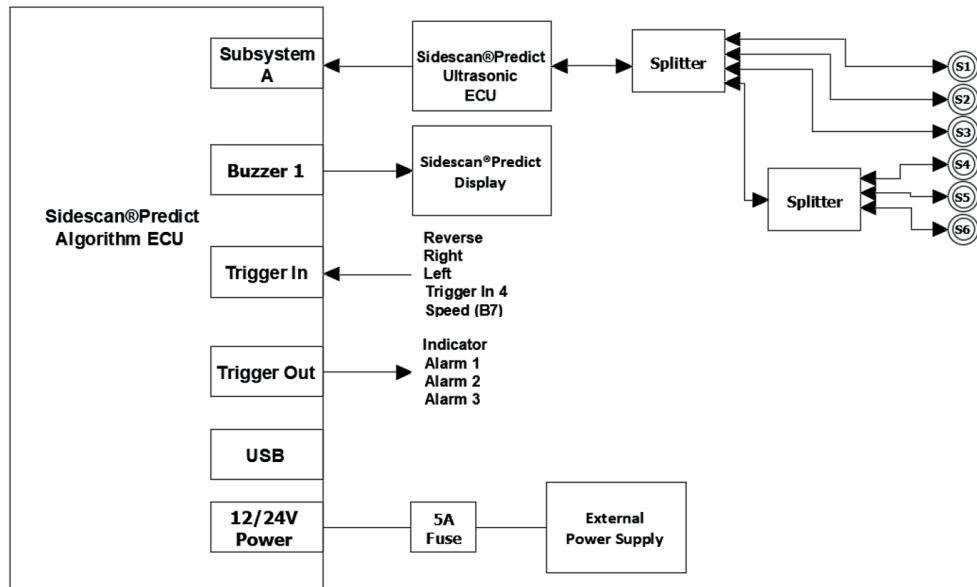 Sidescan®Predict
Algorithm ECU
Subsystem
A
Buzzer 1
Trigger In
Trigger Out
USB
12/24V
Power
Sidescan®Predict
Ultrasonic
ECU
Sidescan®Predict
Display
Reverse
Right
Left
Trigger In 4
Speed (B7)
Indicator
Alarm 1
Alarm 2
Alarm 3
5A
Fuse
External
Power Supply
Splitter
Splitter
S1
S2
S3
S4
S5
S6